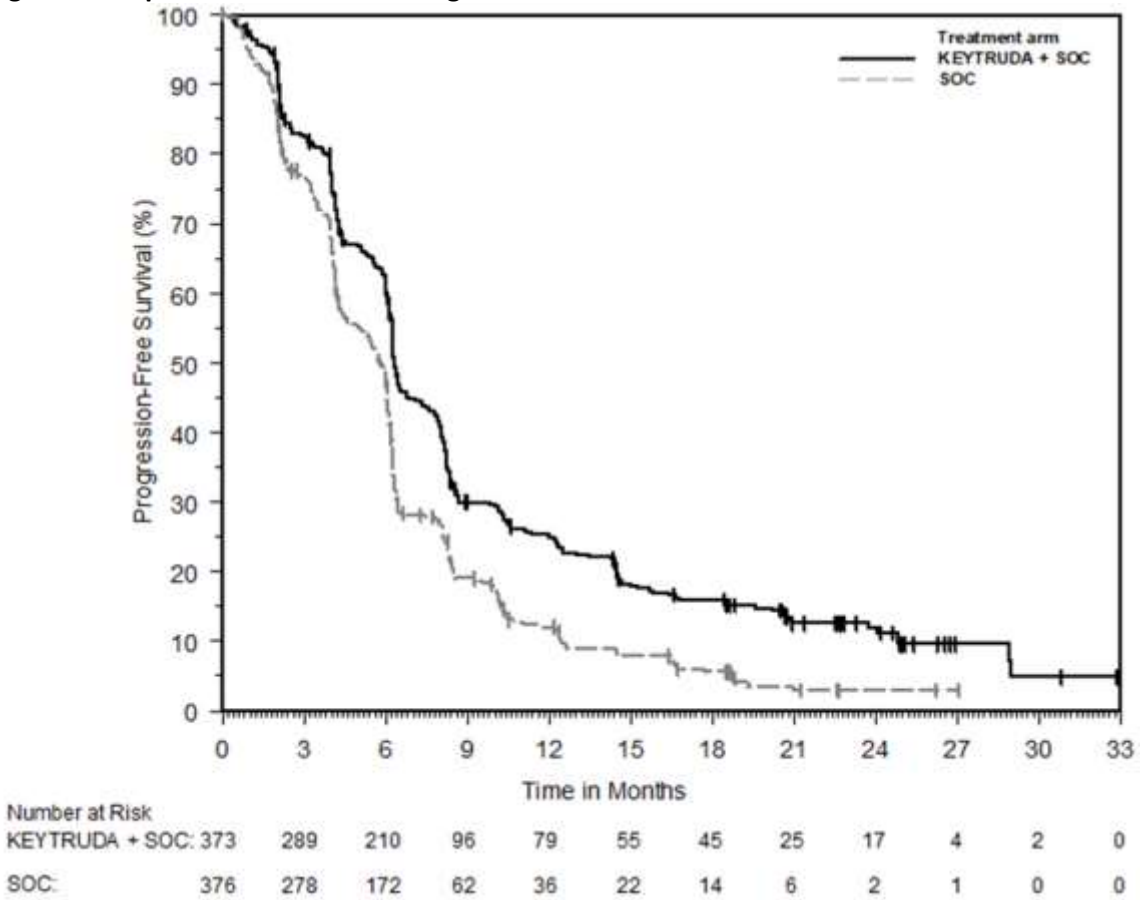 Treatment arm
KEYTRUDA + SOC
SOC
Progression-Free Survival (%)
100
90
80
70
60
50
40
30
20
10
0
0 3 6 9 12 15 18 21 24 27 30 33
Time in Months
Number at Risk
KEYTRUDA + SOC: 373 289 210 96 79 55 45 25 17 4 2 0
SOC: 376 278 172 62 36 22 14 6 2 1 0 0